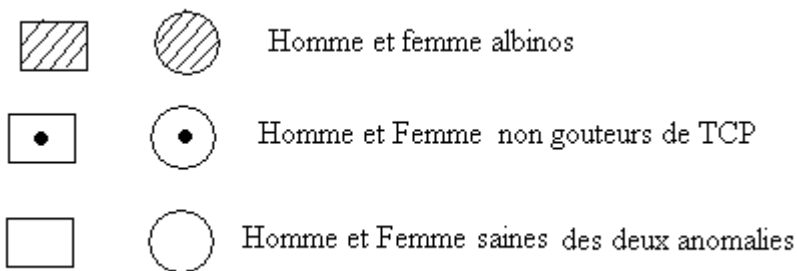 Homme et femme albinos
Homme et Femme non gouteurs de TCP
Homme et Femme saines des deux anomalies